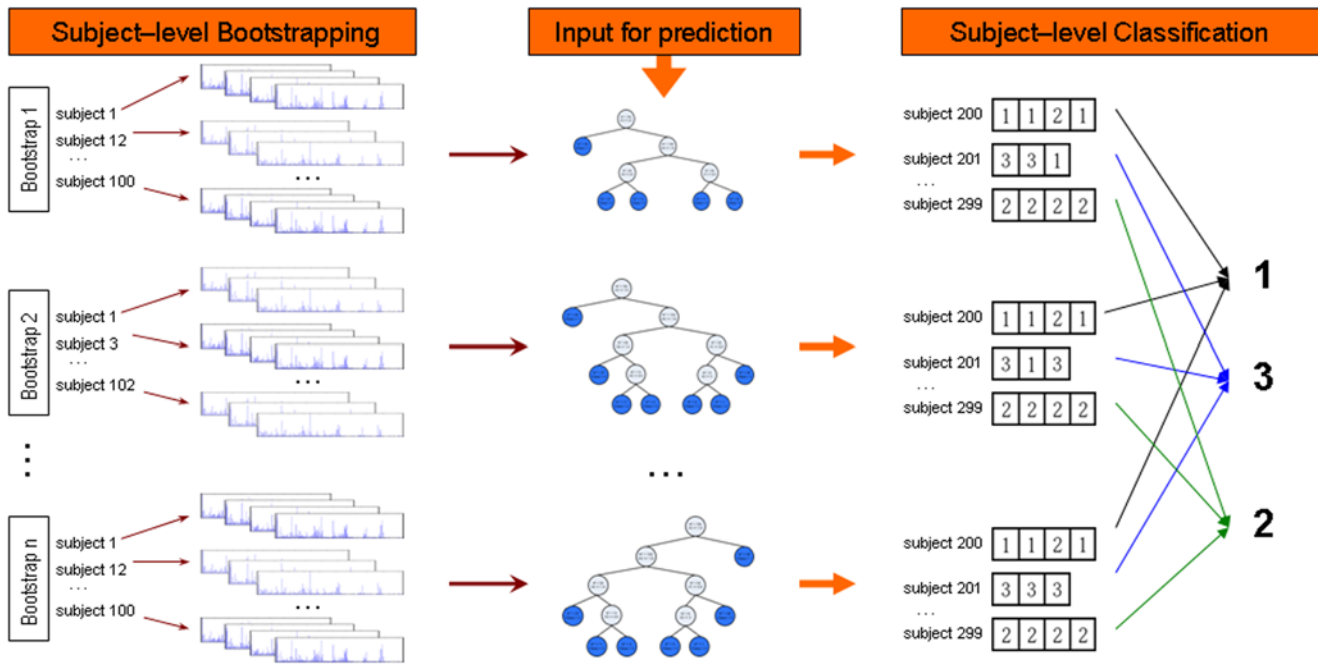 Subject–level Bootstrapping
Input for prediction
Subject–level Classification
Bootstrap 1
subject 1
subject 12
...
subject 100
...
subject 200 1 1 2 1
subject 201 3 3 1
...
subject 299 2 2 2 2
Bootstrap 2
subject 1
subject 3
...
subject 102
...
subject 200 1 1 2 1
subject 201 3 1 3
...
subject 299 2 2 2 2
...
...
Bootstrap n
subject 1
subject 12
...
subject 100
...
subject 200 1 1 2 1
subject 201 3 3 3
...
subject 299 2 2 2 2
1
3
2